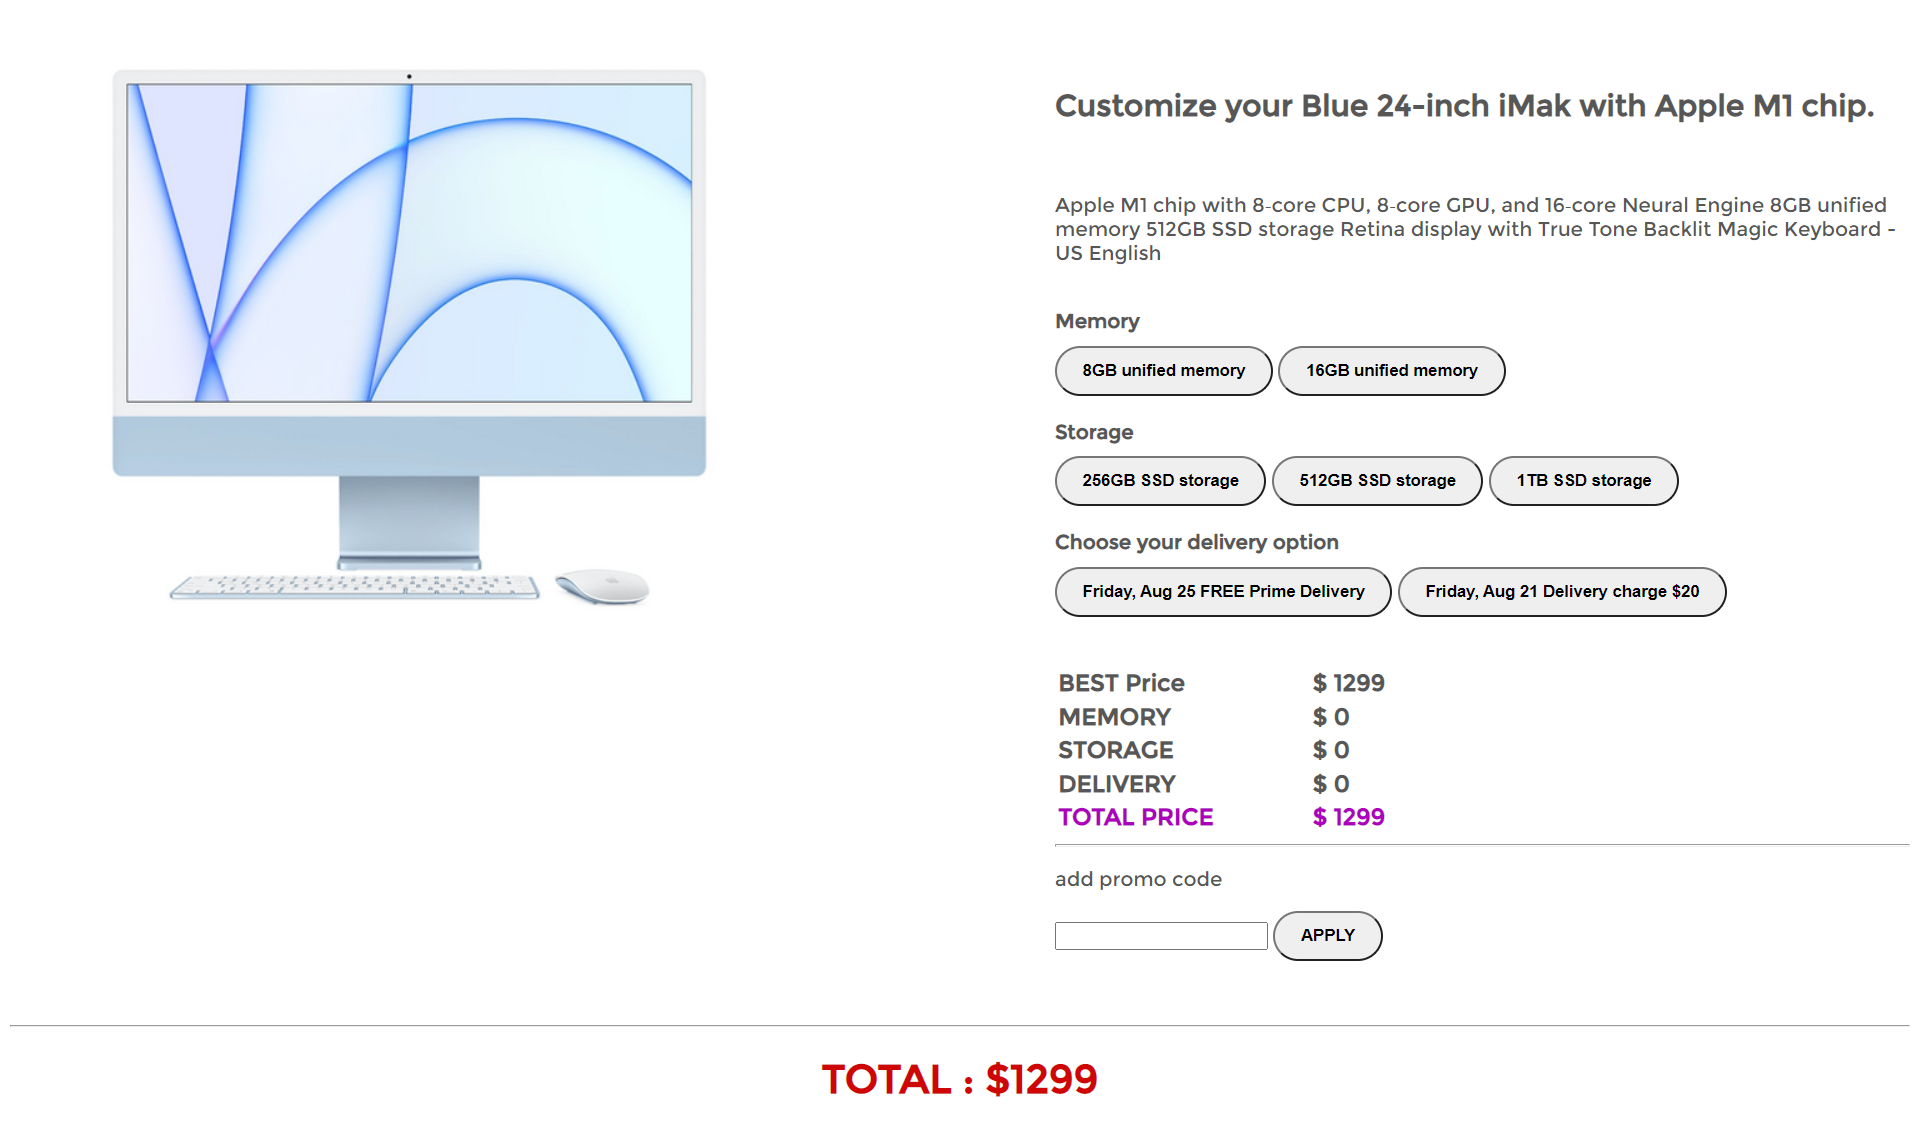 Customize your Blue 24-inch iMak with Apple M1 chip.
Apple M1 chip with 8-core CPU, 8-core GPU, and 16-core Neural Engine 8GB unified
memory 512GB SSD storage Retina display with True Tone Backlit Magic Keyboard -
US English
Memory
8GB unified memory 16GB unified memory
Storage
256GB SSD storage 512GB SSD storage 1TB SSD storage
Choose your delivery option
Friday, Aug 25 FREE Prime Delivery Friday, Aug 21 Delivery charge $20
BEST Price $ 1299
MEMORY $ 0
STORAGE $ 0
DELIVERY $ 0
TOTAL PRICE $ 1299
add promo code
APPLY
TOTAL : $1299